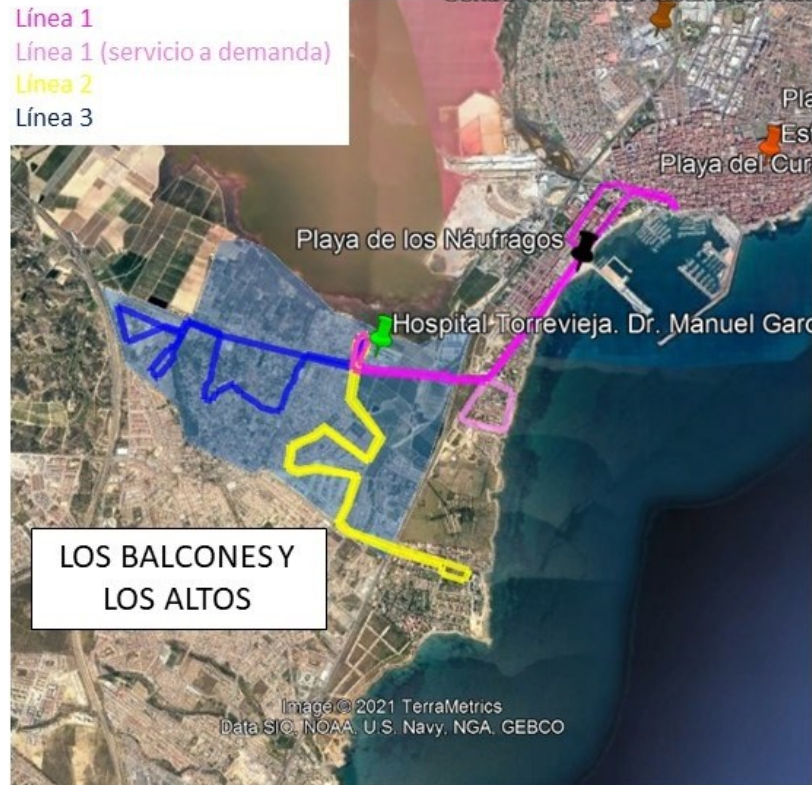 Línea 1
Línea 1 (servicio a demanda)
Línea 2
Línea 3
Playa del Cur
Playa de los Náufragos
Hospital Torrevieja. Dr. Manuel Garc
LOS BALCONES Y
LOS ALTOS
Image © 2021 TerraMetrics
Data SIO, NOAA, U.S. Navy, NGA, GEBCO